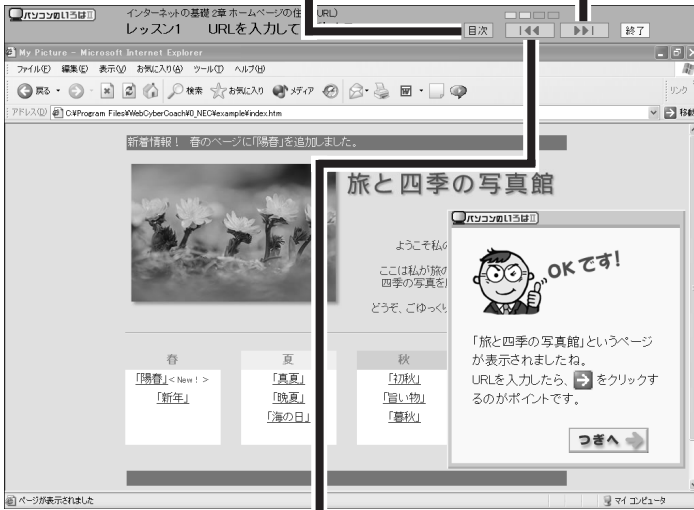 パソコンのいろはⅡ
インターネットの基礎 2章 ホームページの住 URL)
レッスン1 URLを入力して
目次
終了
My Picture - Microsoft Internet Explorer
ファイル(F) 編集(E) 表示(V) お気に入り(A) ツール(T) ヘルプ(H)
戻る 検索 お気に入り メディア リンク
アドレス(D) C:¥Program Files¥WebCyberCoach¥0_NEC¥example¥index.htm 移動
新着情報! 春のページに「陽春」を追加しました。
旅と四季の写真館
ようこそ私の
ここは私が旅の
四季の写真を
どうぞ、ごゆっくり
春 夏 秋
「陽春」< New ! > 「真夏」 「初秋」
「新年」 「晩夏」 「旨い物」
「海の日」 「暮秋」
パソコンのいろはⅡ
OKです!
「旅と四季の写真館」というページ
が表示されましたね。
URLを入力したら、 をクリックす
るのがポイントです。
つぎへ
ページが表示されました マイ コンピュータ